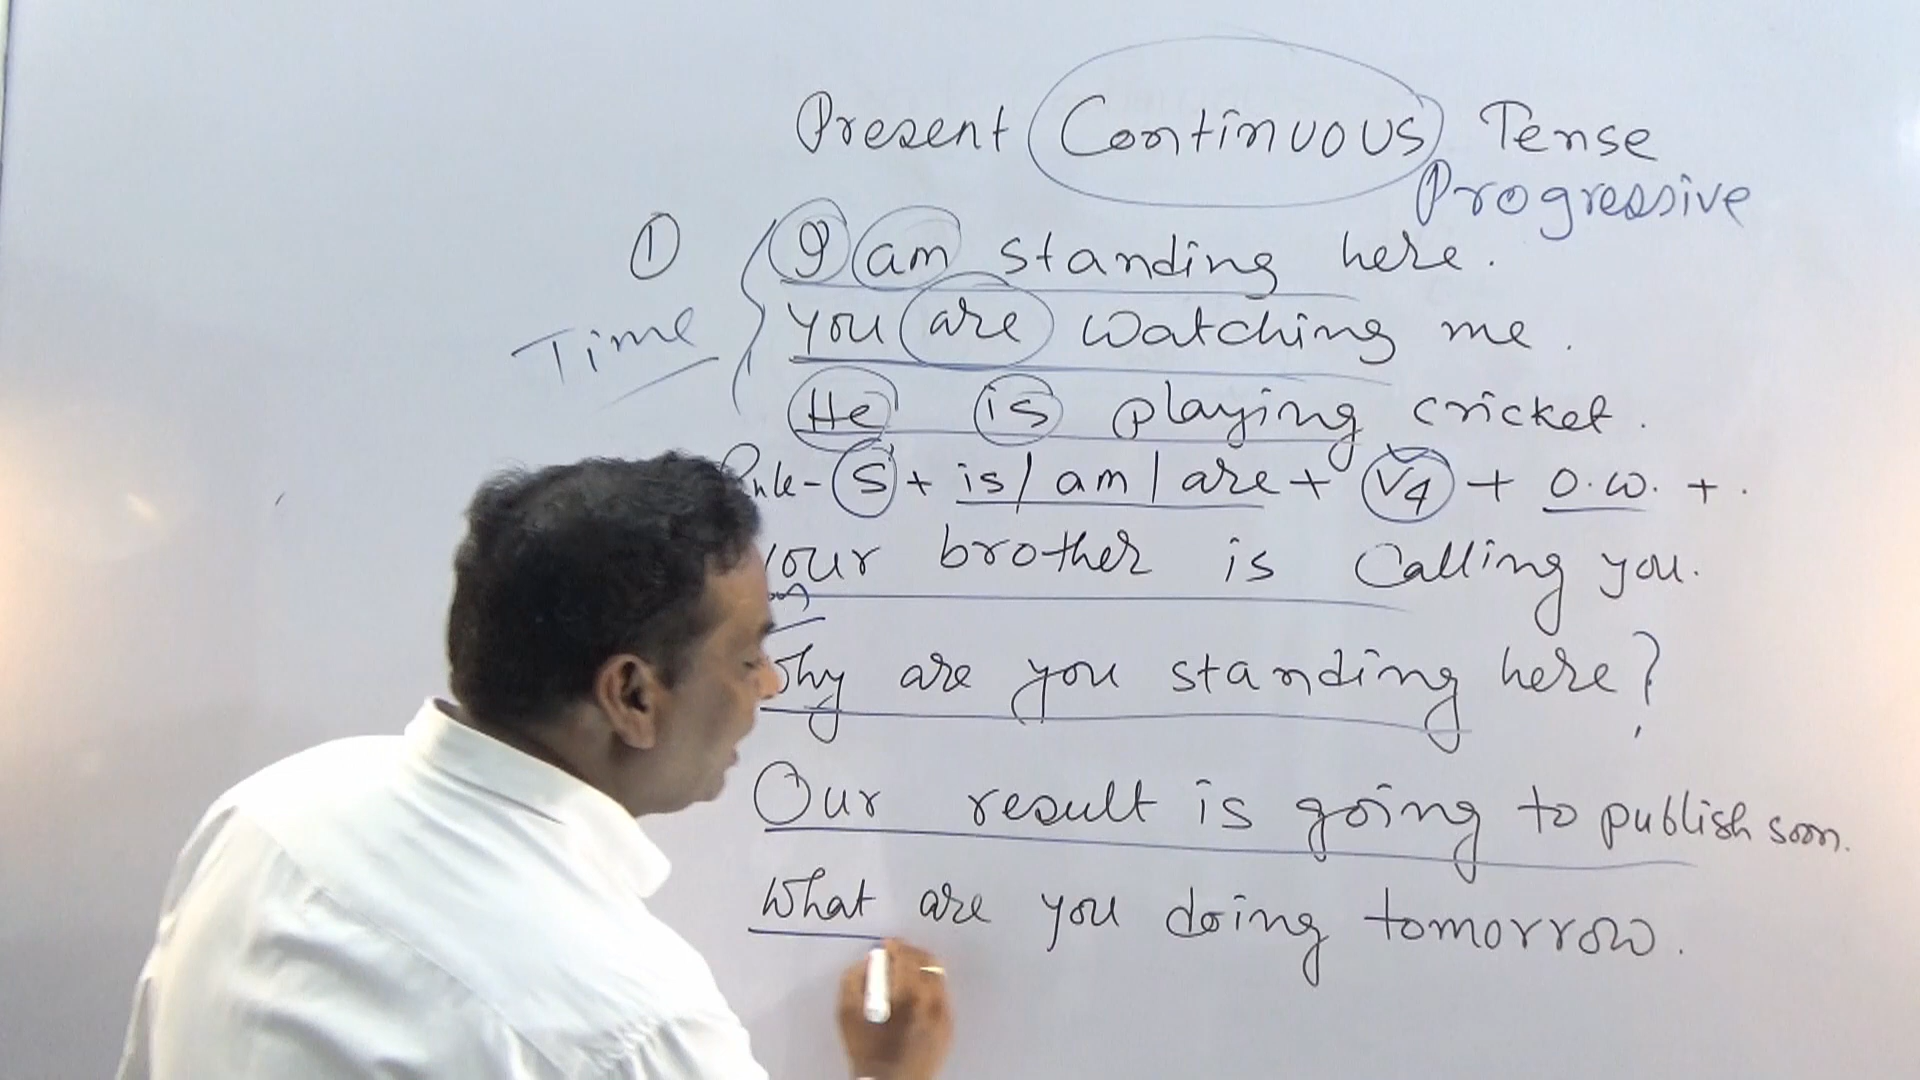 Present Continuous Tense
Progressive
① I am standing here.
Time
you are watching me.
He is playing cricket.
Rule- S + is/am/are + V4 + O.W. + .
your brother is Calling you.
Why are you standing here?
Our result is going to publish soon.
What are you doing tomorrow.